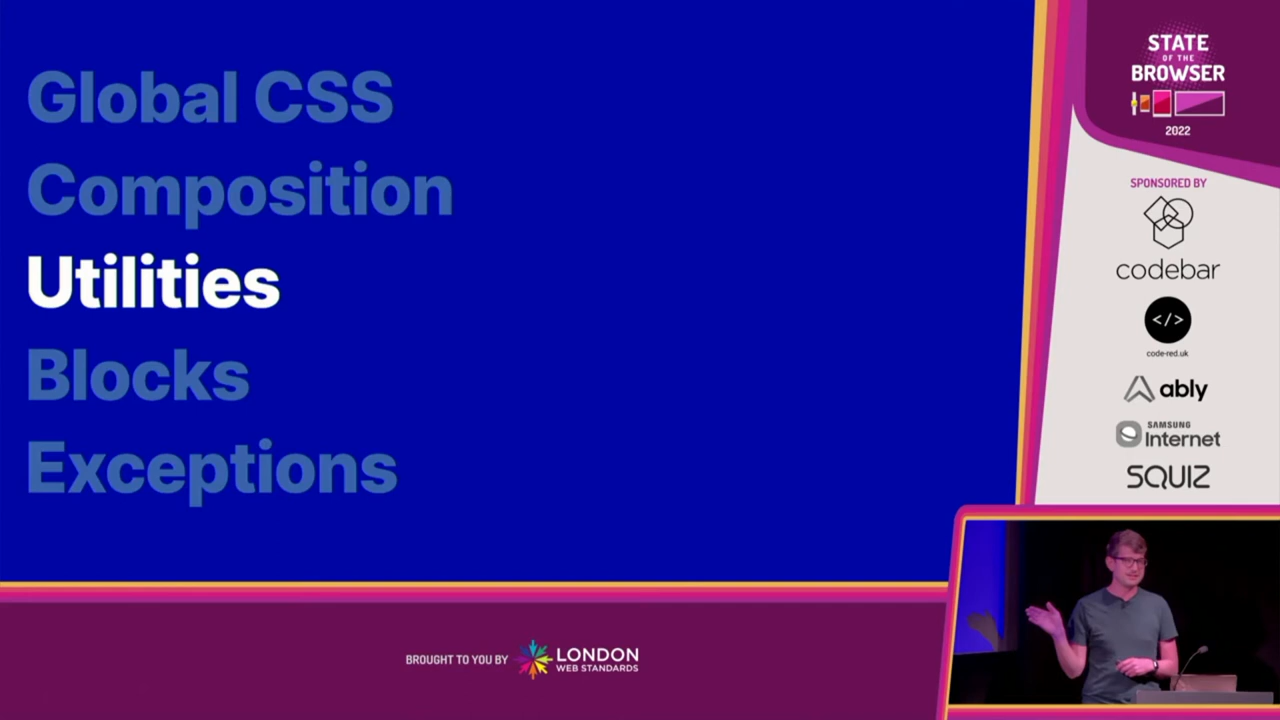 Global CSS
Composition
Utilities
Blocks
Exceptions
STATE
OF THE
BROWSER
2022
SPONSORED BY
codebar
</>
code-red.uk
ably
SAMSUNG
Internet
SQUIZ
BROUGHT TO YOU BY
LONDON
WEB STANDARDS